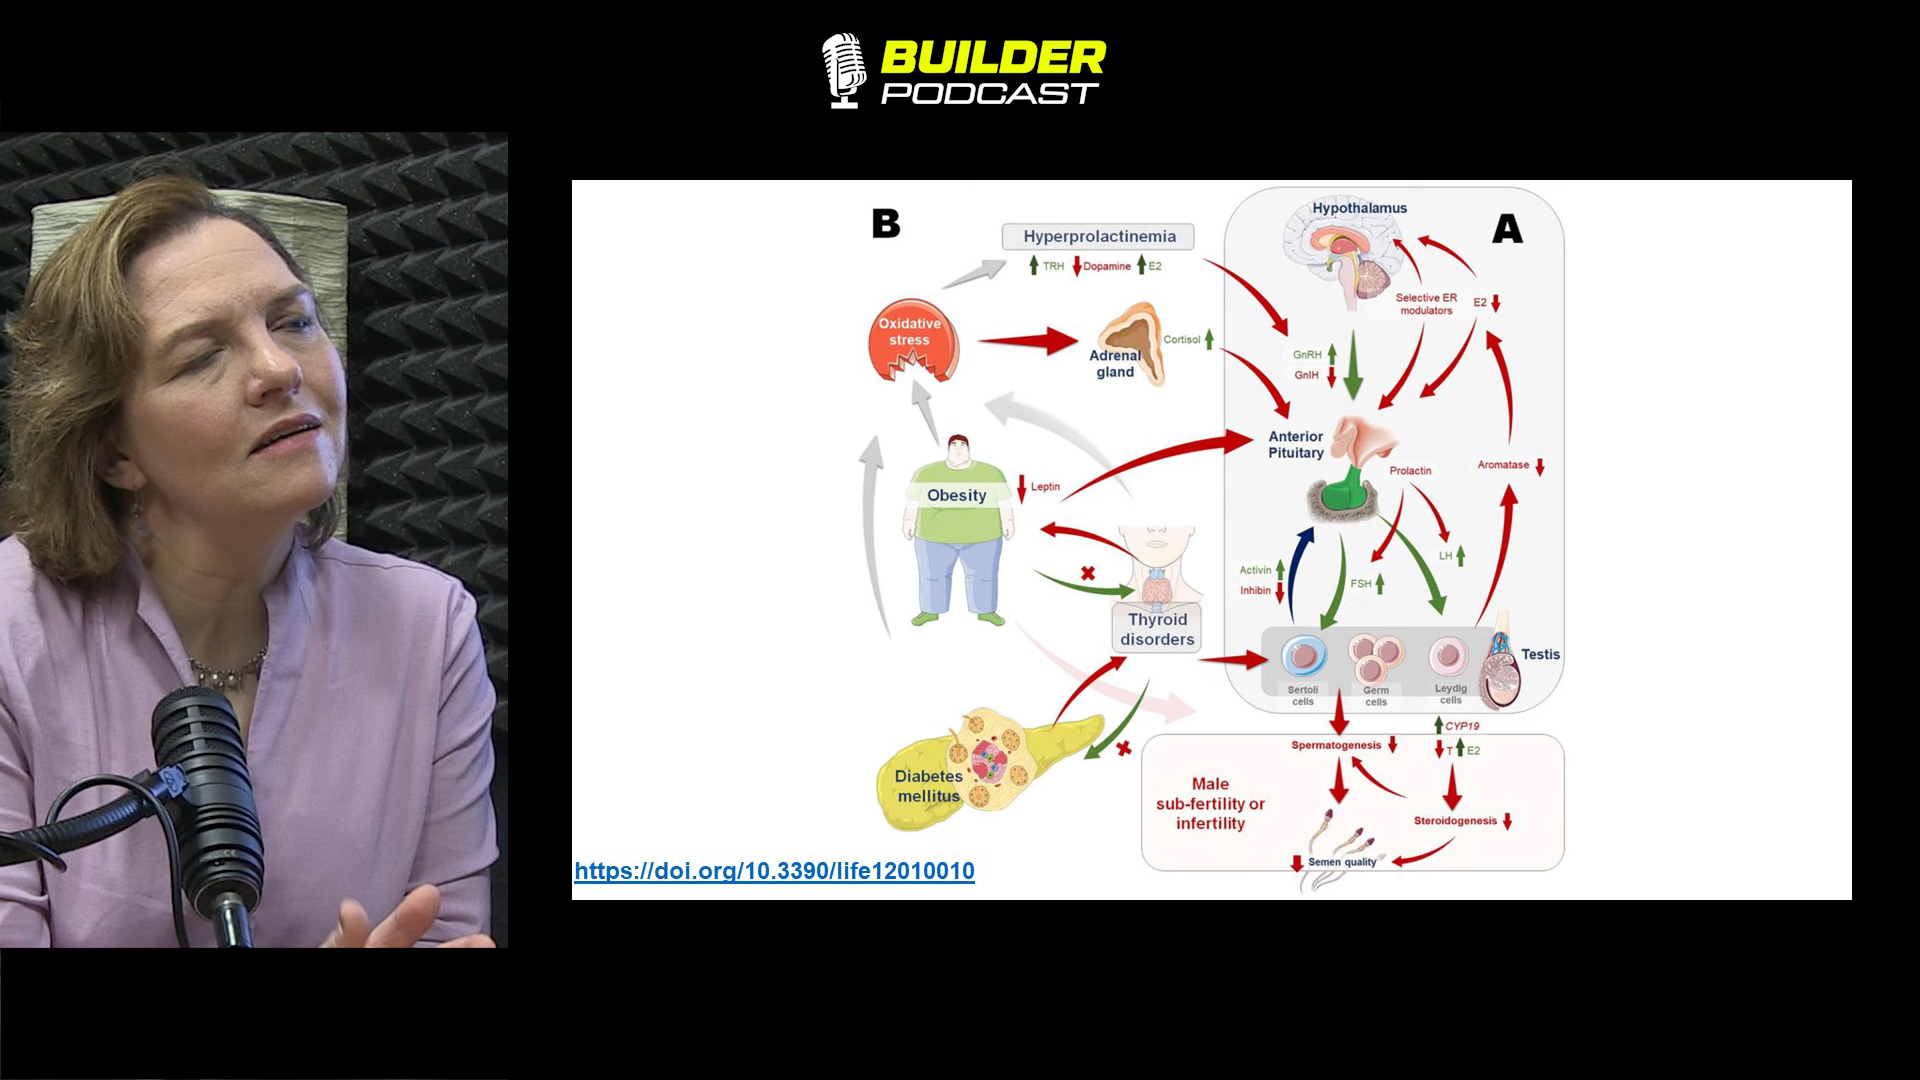 BUILDER
PODCAST
B
Hyperprolactinemia
TRH
Dopamine
E2
Oxidative
stress
Adrenal
gland
Cortisol
Obesity
Leptin
Thyroid
disorders
Diabetes
mellitus
https://doi.org/10.3390/life12010010
Hypothalamus
A
Selective ER
modulators
E2
GnRH
GnIH
Anterior
Pituitary
Prolactin
Aromatase
LH
Activin
Inhibin
FSH
Testis
Sertoli
cells
Germ
cells
Leydig
cells
CYP19
T
E2
Spermatogenesis
Male
sub-fertility or
infertility
Steroidogenesis
Semen quality